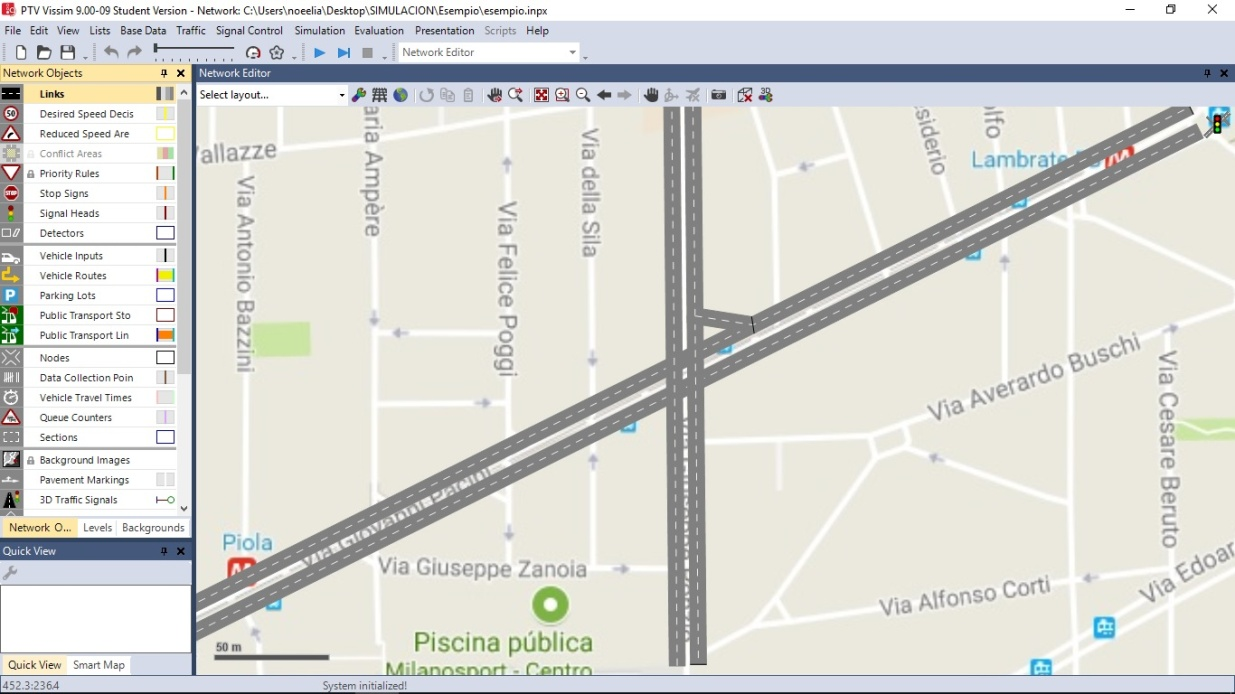 PTV Vissim 9.00-09 Student Version - Network: C:\Users\noeelia\Desktop\SIMULACION\Esempio\esempio.inpx
File Edit View Lists Base Data Traffic Signal Control Simulation Evaluation Presentation Scripts Help
Network Editor
Network Objects
Network Editor
Select layout...
Links
50
Desired Speed Decis
Reduced Speed Are
Conflict Areas
Priority Rules
STOP
Stop Signs
Signal Heads
Detectors
Vehicle Inputs
Vehicle Routes
P
Parking Lots
Public Transport Sto
Public Transport Lin
Nodes
Data Collection Poin
Vehicle Travel Times
Queue Counters
Sections
Background Images
Pavement Markings
3D Traffic Signals
Network O... Levels Backgrounds
Quick View
Quick View Smart Map
452.3:236.4
System initialized!
'allazze
aria Ampère
Via Antonio Bazzini
Via Felice Poggi
Via della Sila
siderio
olfo
Lambrate
M
Via Averardo Buschi
Via Cesare Beruto
Via Giovanni Pacini
Piola
M
Via Giuseppe Zanoia
Via Alfonso Corti
Via Edoar
Piscina pública
Milanosport - Centro
50 m